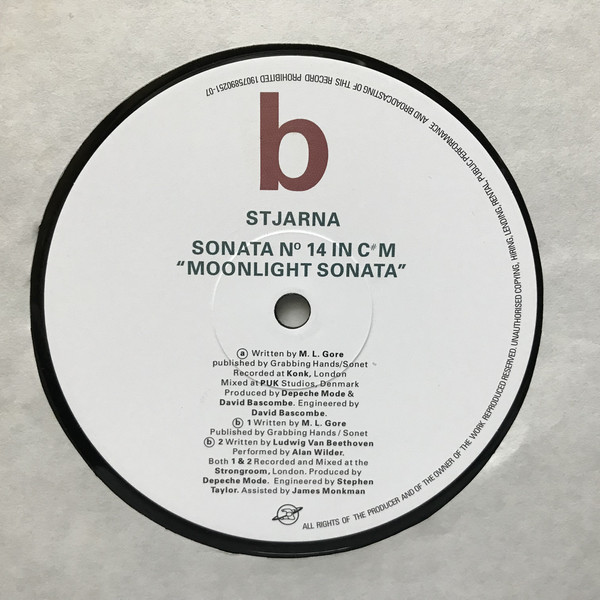 b
STJARNA
SONATA Nº 14 IN C#M
“MOONLIGHT SONATA”
a Written by M. L. Gore
published by Grabbing Hands/Sonet
Recorded at Konk, London
Mixed at PUK Studios, Denmark
Produced by Depeche Mode &
David Bascombe. Engineered by
David Bascombe.
b 1 Written by M. L. Gore
Published by Grabbing Hands / Sonet
b 2 Written by Ludwig Van Beethoven
Performed by Alan Wilder.
Both 1 & 2 Recorded and Mixed at the
Strongroom, London. Produced by
Depeche Mode. Engineered by Stephen
Taylor. Assisted by James Monkman
ALL RIGHTS OF THE PRODUCER AND OF THE OWNER OF THE WORK REPRODUCED RESERVED. UNAUTHORISED COPYING, HIRING, LENDING, RENTAL, PUBLIC PERFORMANCE AND BROADCASTING OF THIS RECORD PROHIBITED 19075890251-07